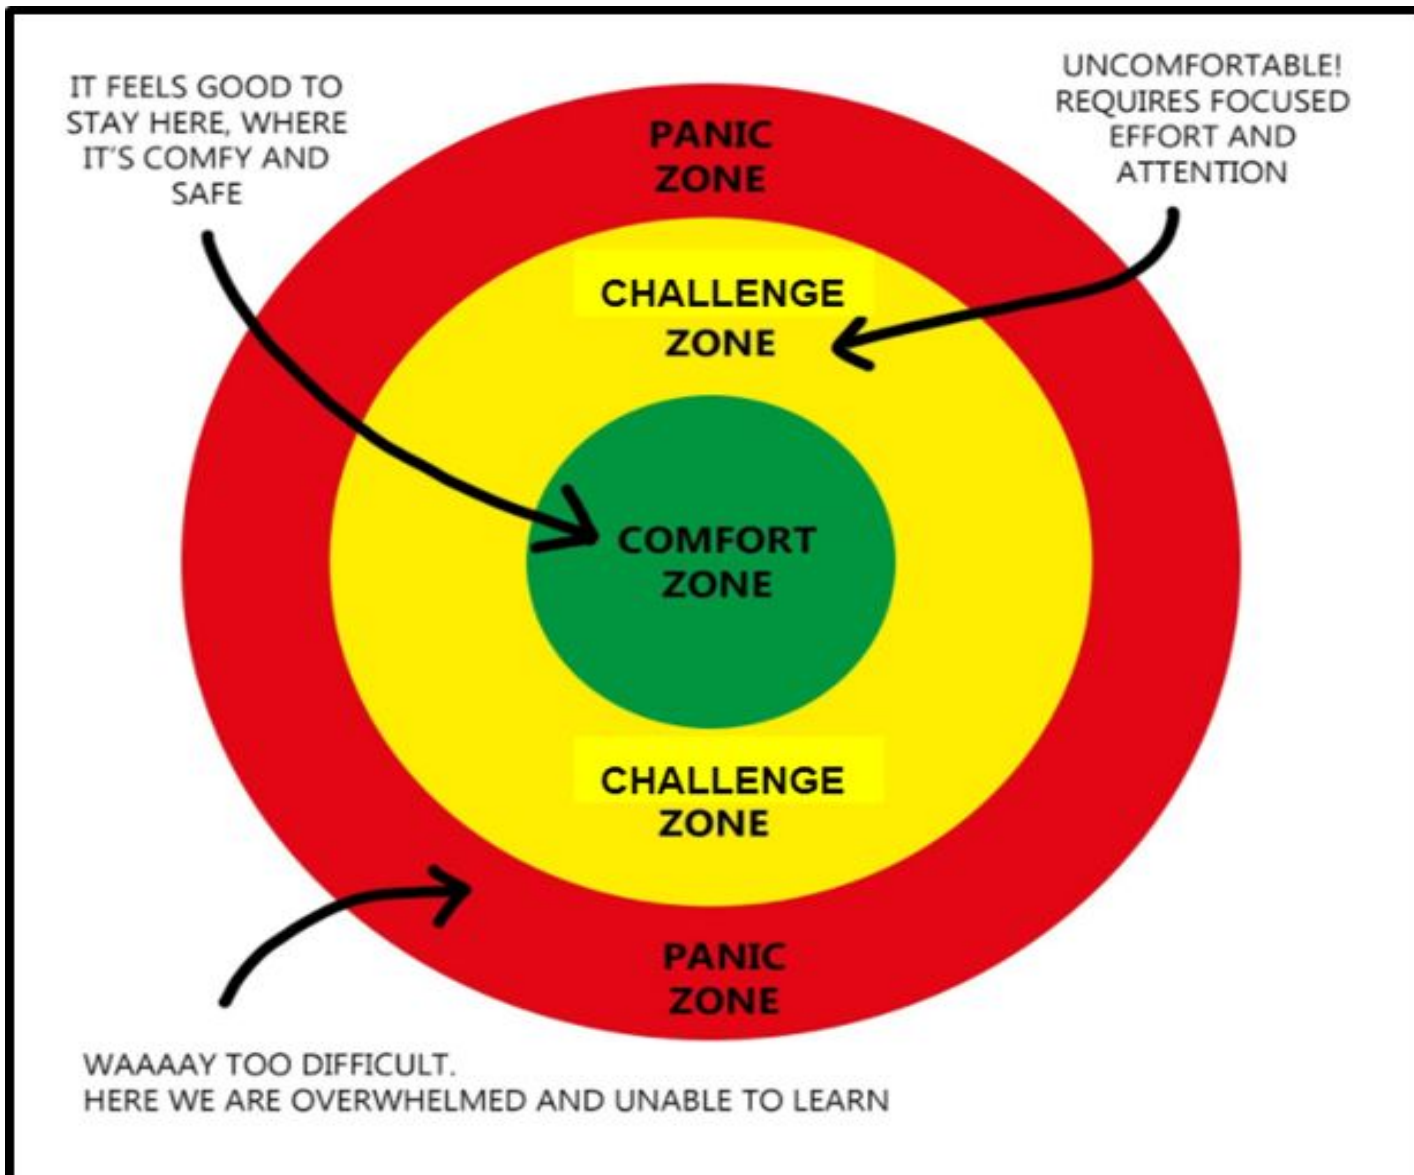 IT FEELS GOOD TO
STAY HERE, WHERE
IT'S COMFY AND
SAFE
UNCOMFORTABLE!
REQUIRES FOCUSED
EFFORT AND
ATTENTION
PANIC
ZONE
CHALLENGE
ZONE
COMFORT
ZONE
CHALLENGE
ZONE
PANIC
ZONE
WAAAAY TOO DIFFICULT.
HERE WE ARE OVERWHELMED AND UNABLE TO LEARN